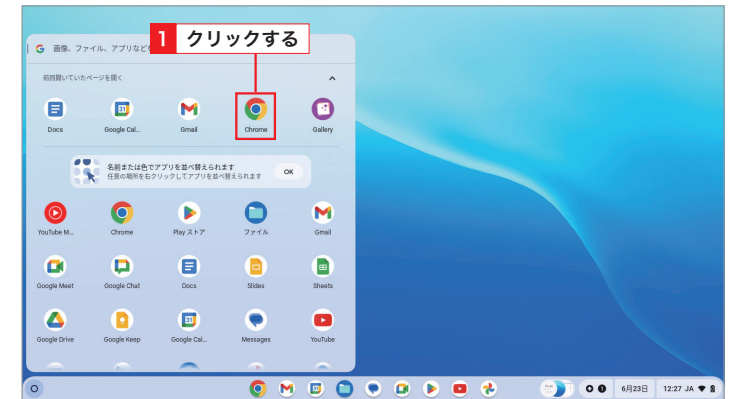 1 クリックする
画像、ファイル、アプリなど
前回開いていたページを開く
Docs Google Cal... Gmail Chrome Gallery
名前または色でアプリを並べ替えられます
任意の場所を右クリックしてアプリを並べ替えられます
OK
YouTube M... Chrome Play ストア ファイル Gmail
Google Meet Google Chat Docs Slides Sheets
Google Drive Google Keep Google Cal... Messages YouTube
6月23日 12:27 JA